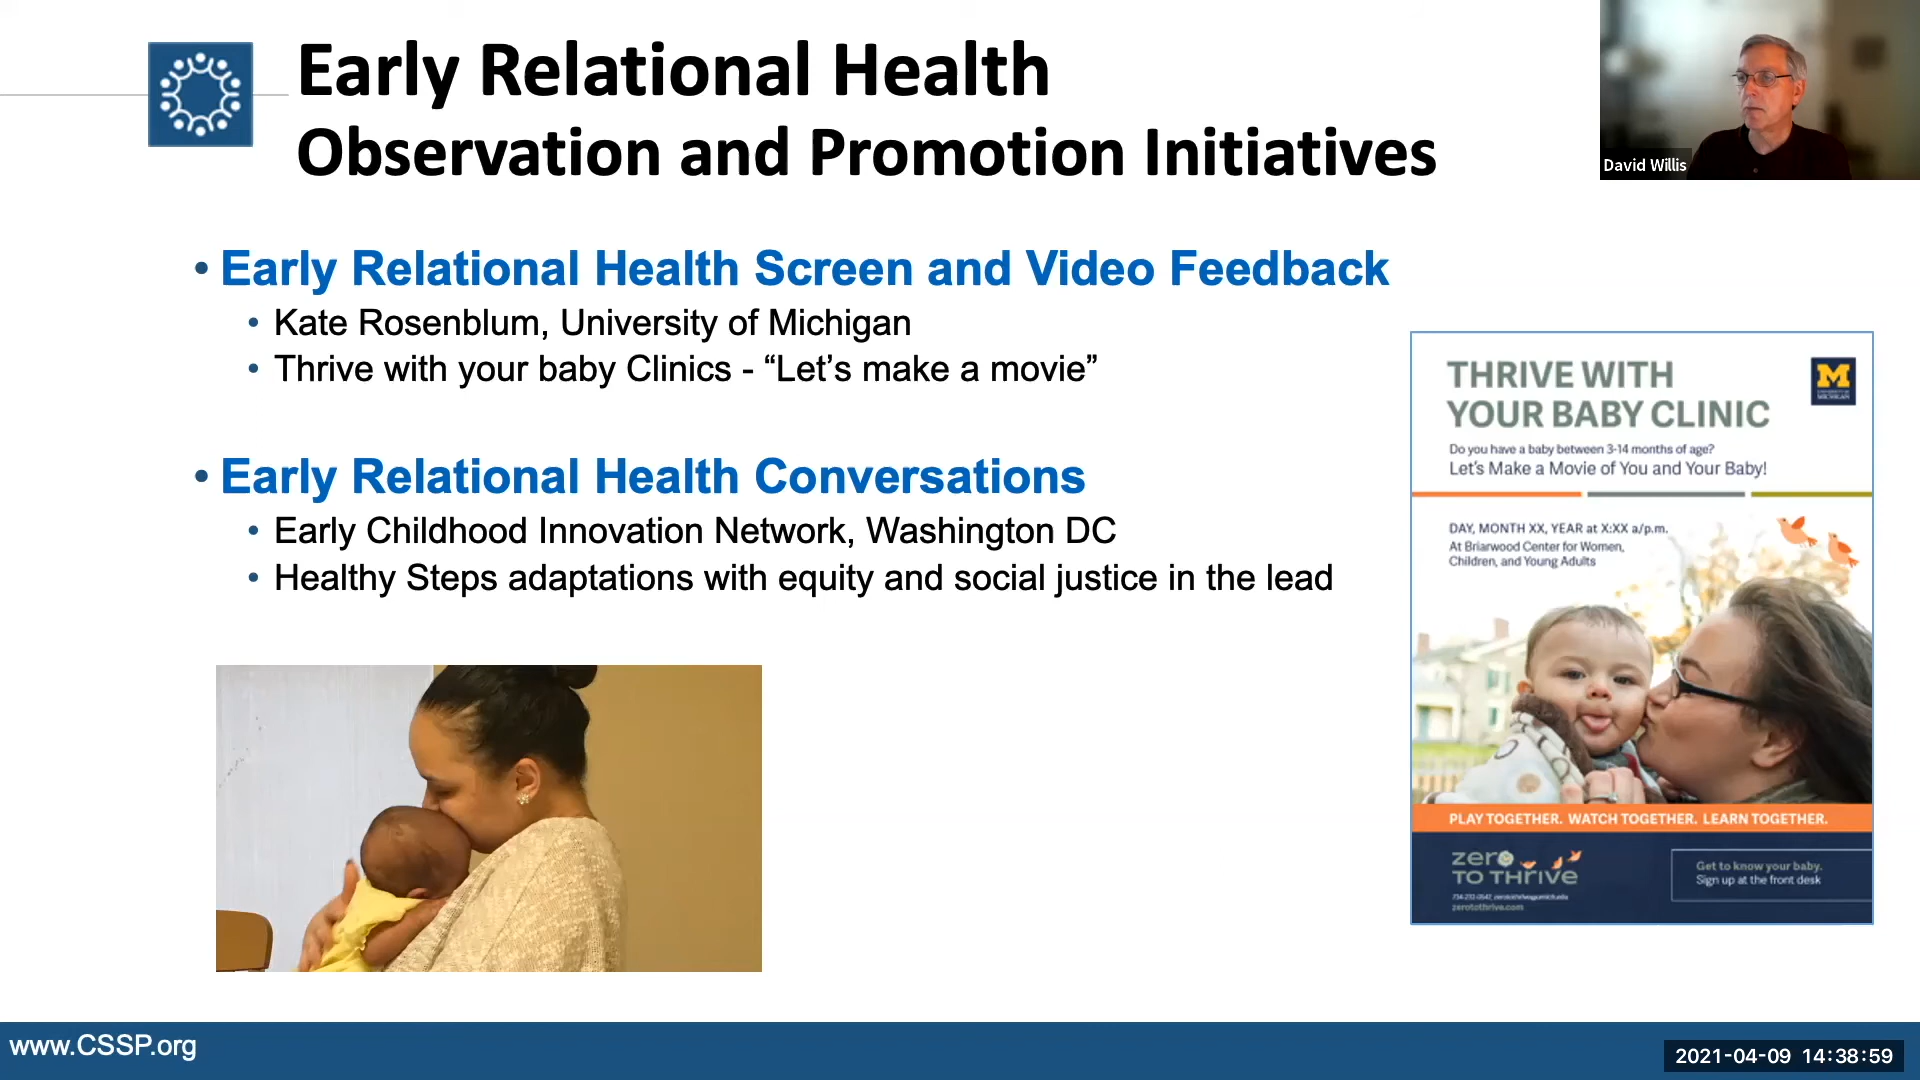 Early Relational Health
Observation and Promotion Initiatives
David Willis
• Early Relational Health Screen and Video Feedback
• Kate Rosenblum, University of Michigan
• Thrive with your baby Clinics - “Let’s make a movie”
• Early Relational Health Conversations
• Early Childhood Innovation Network, Washington DC
• Healthy Steps adaptations with equity and social justice in the lead
THRIVE WITH
YOUR BABY CLINIC
M
Do you have a baby between 3-14 months of age?
Let’s Make a Movie of You and Your Baby!
DAY, MONTH XX, YEAR at X:XX a/p.m.
At Briarwood Center for Women,
Children, and Young Adults
PLAY TOGETHER. WATCH TOGETHER. LEARN TOGETHER.
zero
TO THRIVE
zerotothrive.com
Get to know your baby.
Sign up at the front desk
www.CSSP.org
2021-04-09 14:38:59